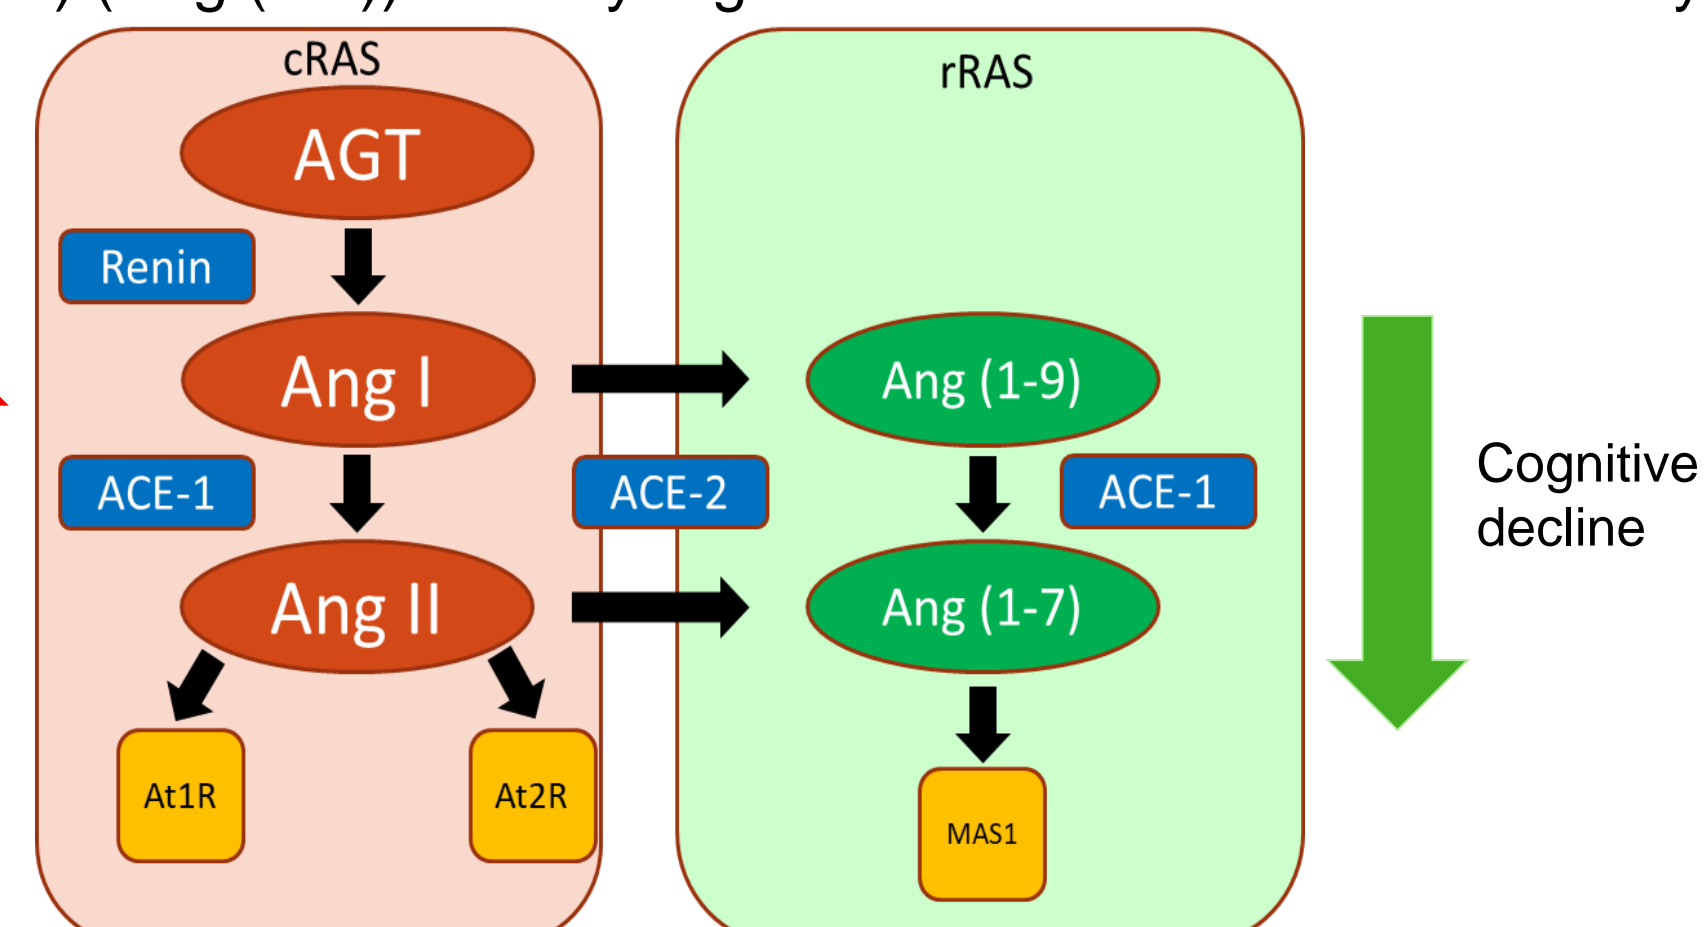 cRAS
rRAS
AGT
Renin
Ang I
Ang (1-9)
ACE-1
ACE-2
ACE-1
Cognitive
decline
Ang II
Ang (1-7)
At1R
At2R
MAS1